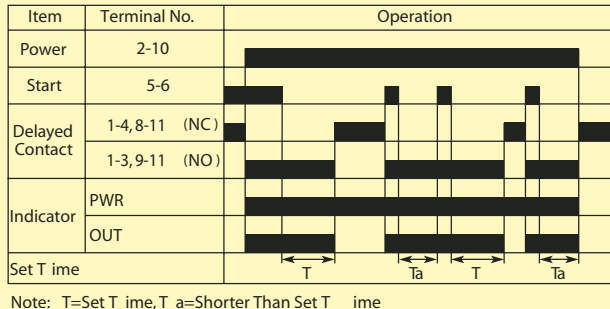 Item Terminal No. Operation
Power 2-10
Start 5-6
Delayed Contact
1-4, 8-11 (NC)
1-3, 9-11 (NO)
Indicator
PWR
OUT
Set T ime T Ta T Ta
Note: T=Set T ime, T a=Shorter Than Set T ime